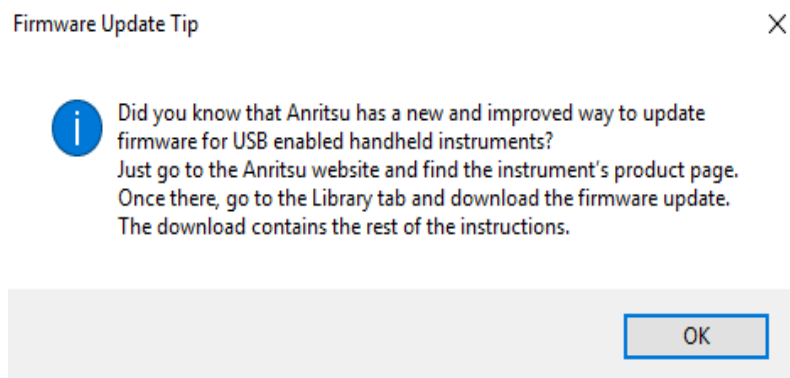 Firmware Update Tip
Did you know that Anritsu has a new and improved way to update
firmware for USB enabled handheld instruments?
Just go to the Anritsu website and find the instrument's product page.
Once there, go to the Library tab and download the firmware update.
The download contains the rest of the instructions.
OK